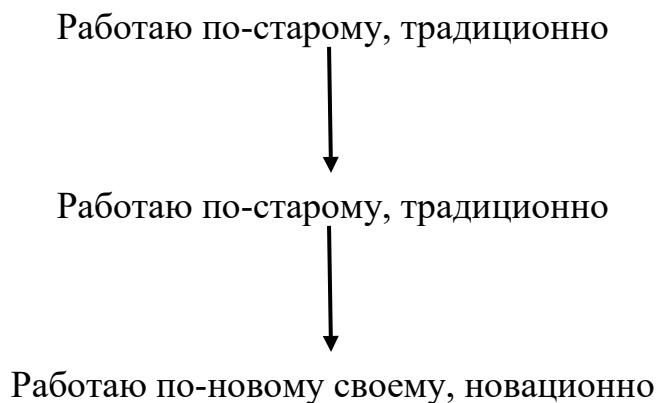 Работаю по-старому, традиционно
Работаю по-старому, традиционно
Работаю по-новому своему, новационно